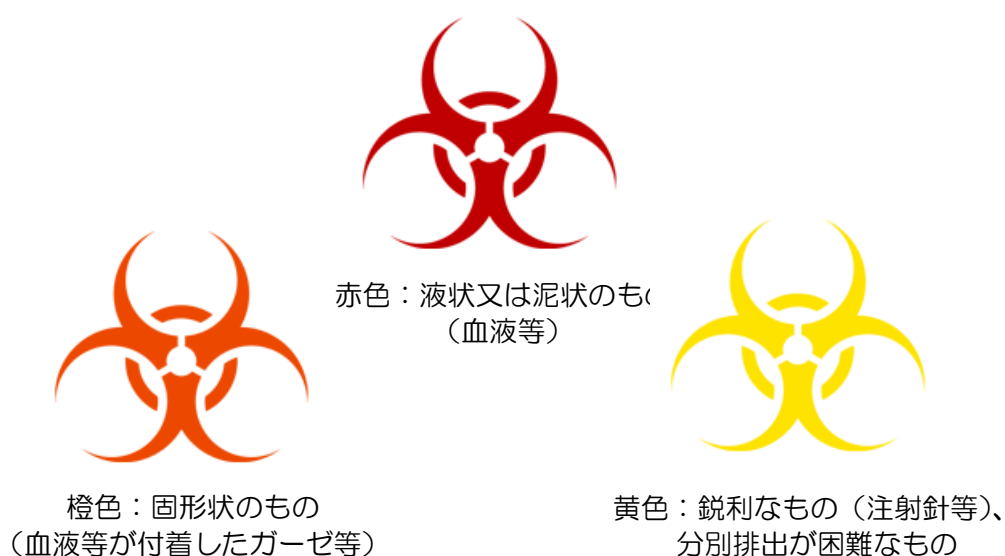 赤色：液状又は泥状のもの
（血液等）
橙色：固形状のもの
（血液等が付着したガーゼ等）
黄色：鋭利なもの（注射針等）、
分別排出が困難なもの